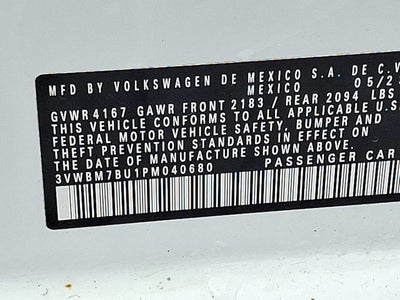 MFD BY VOLKSWAGEN DE MEXICO S.A. DE C.V
MEXICO 05/2
GVWR 4167 GAWR FRONT 2183 / REAR 2094 LBS
THIS VEHICLE CONFORMS TO ALL APPLICABLE U.S.
FEDERAL MOTOR VEHICLE SAFETY, BUMPER AND
THEFT PREVENTION STANDARDS IN EFFECT ON
THE DATE OF MANUFACTURE SHOWN ABOVE.
3VWBM7BU1PM040680 PASSENGER CAR